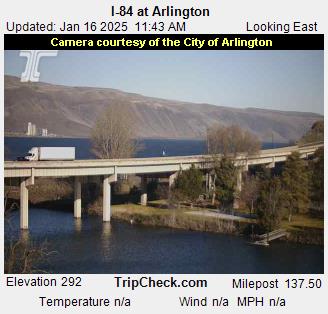 I-84 at Arlington
Updated: Jan 16 2025 11:43 AM Looking East
Camera courtesy of the City of Arlington
Elevation 292 TripCheck.com Milepost 137.50
Temperature n/a Wind n/a MPH n/a